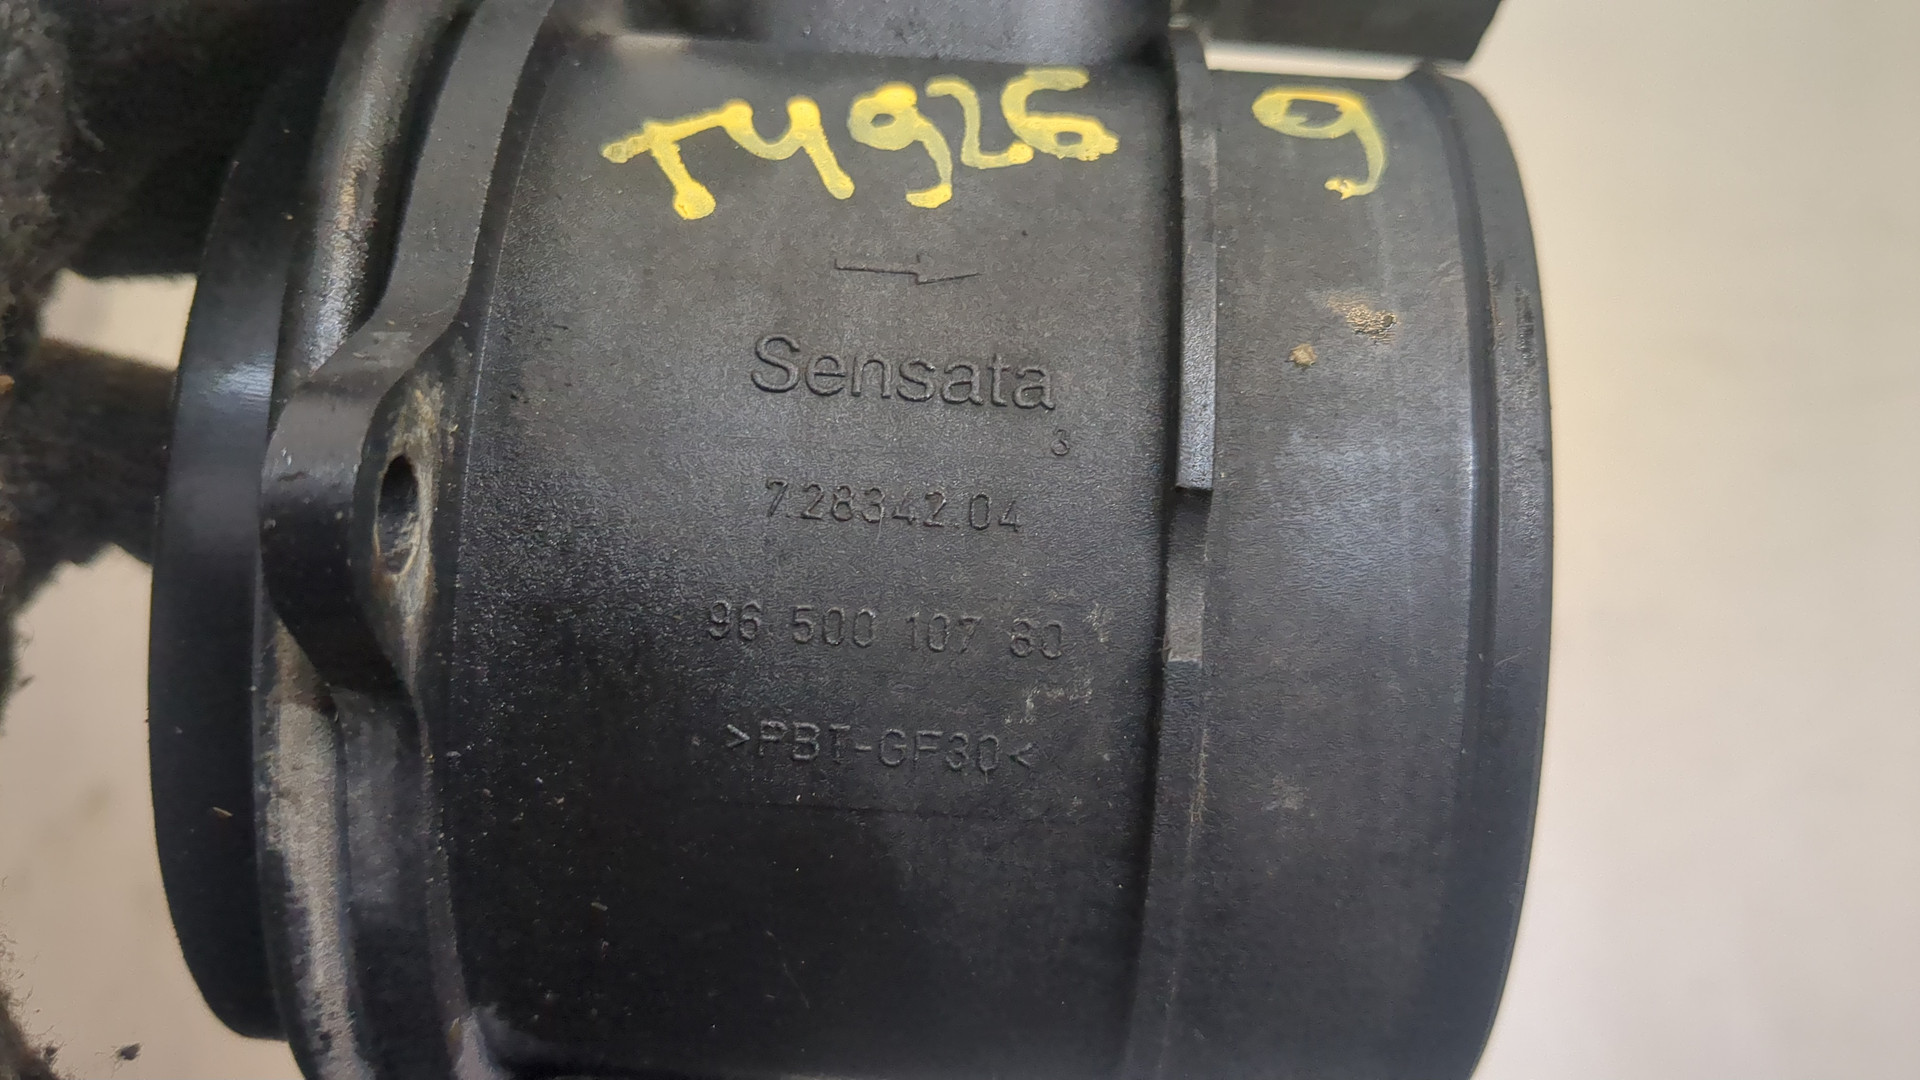 T4926 9
Sensata
3
7.28342.04
96 500 107 80
>PBT-GF30<